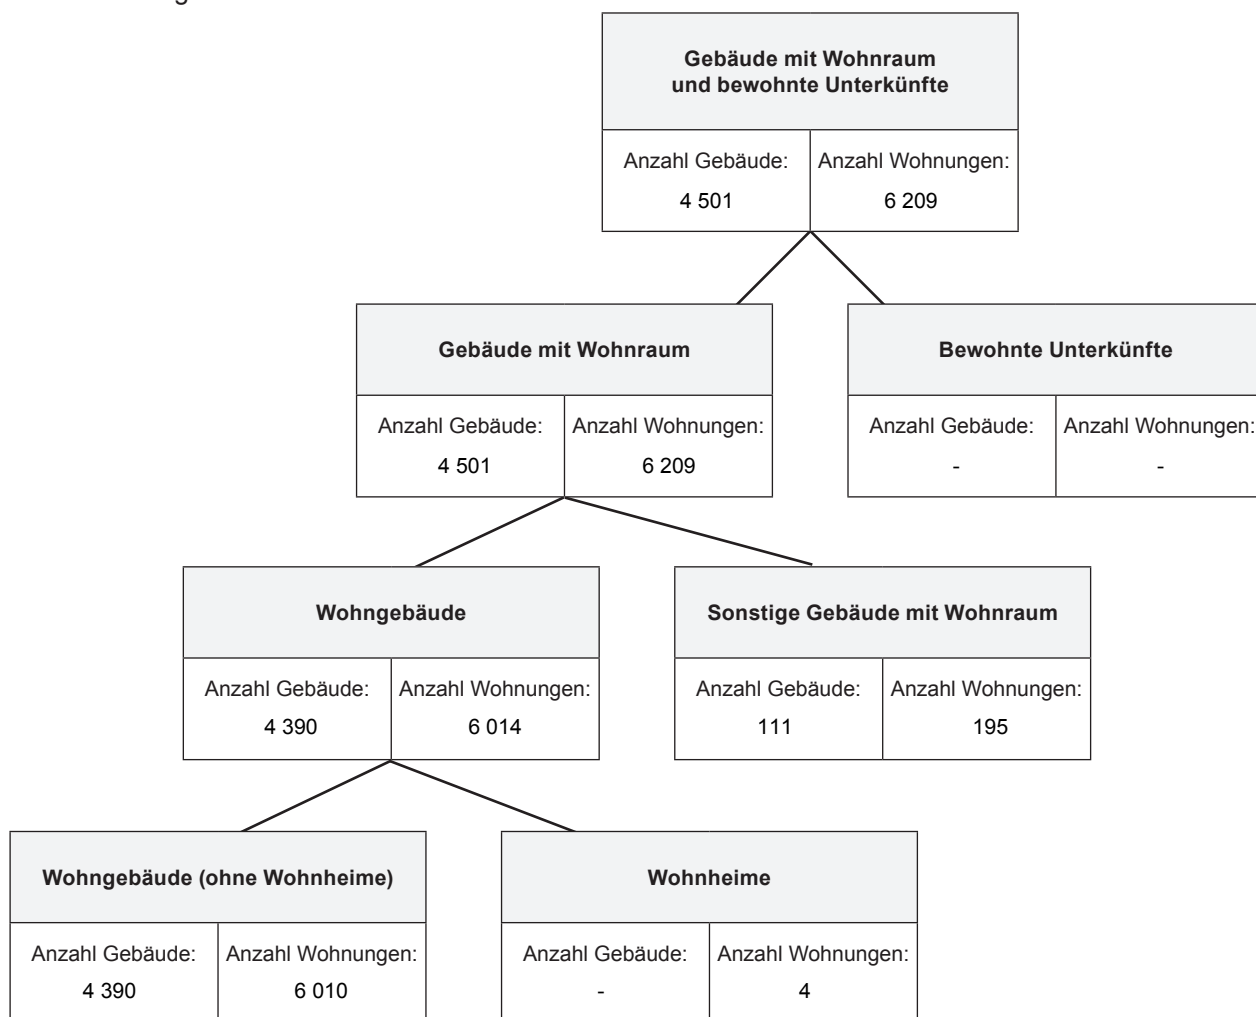 Gebäude mit Wohnraum
und bewohnte Unterkünfte
Anzahl Gebäude: Anzahl Wohnungen:
4 501 6 209
Gebäude mit Wohnraum
Anzahl Gebäude: Anzahl Wohnungen:
4 501 6 209
Bewohnte Unterkünfte
Anzahl Gebäude: Anzahl Wohnungen:
- -
Wohngebäude
Anzahl Gebäude: Anzahl Wohnungen:
4 390 6 014
Sonstige Gebäude mit Wohnraum
Anzahl Gebäude: Anzahl Wohnungen:
111 195
Wohngebäude (ohne Wohnheime)
Anzahl Gebäude: Anzahl Wohnungen:
4 390 6 010
Wohnheime
Anzahl Gebäude: Anzahl Wohnungen:
- 4